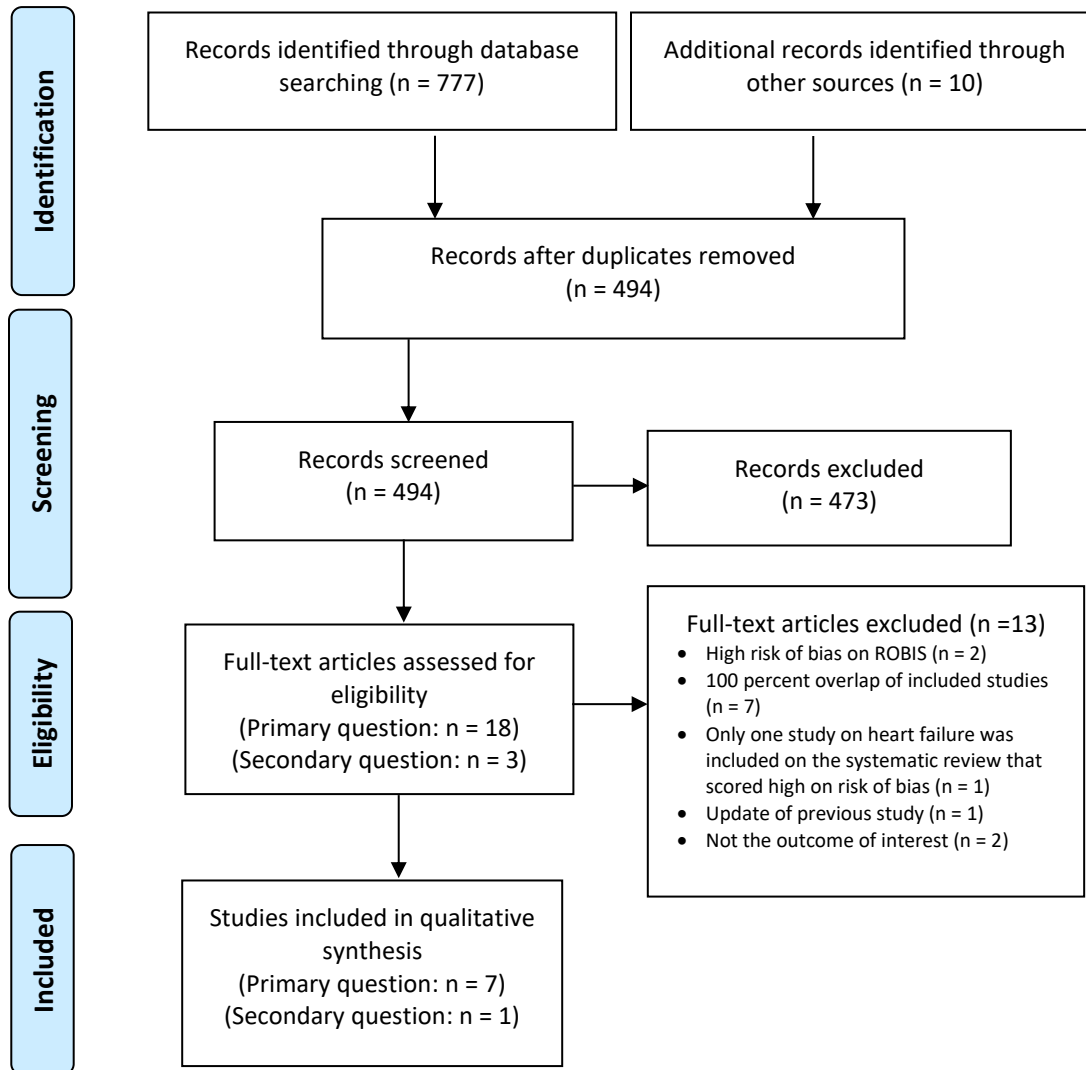 Identification
Records identified through database
searching (n = 777)
Additional records identified through
other sources (n = 10)
Records after duplicates removed
(n = 494)
Screening
Records screened
(n = 494)
Records excluded
(n = 473)
Eligibility
Full-text articles assessed for
eligibility
(Primary question: n = 18)
(Secondary question: n = 3)
Full-text articles excluded (n =13)
• High risk of bias on ROBIS (n = 2)
• 100 percent overlap of included studies
(n = 7)
• Only one study on heart failure was
included on the systematic review that
scored high on risk of bias (n = 1)
• Update of previous study (n = 1)
• Not the outcome of interest (n = 2)
Included
Studies included in qualitative
synthesis
(Primary question: n = 7)
(Secondary question: n = 1)